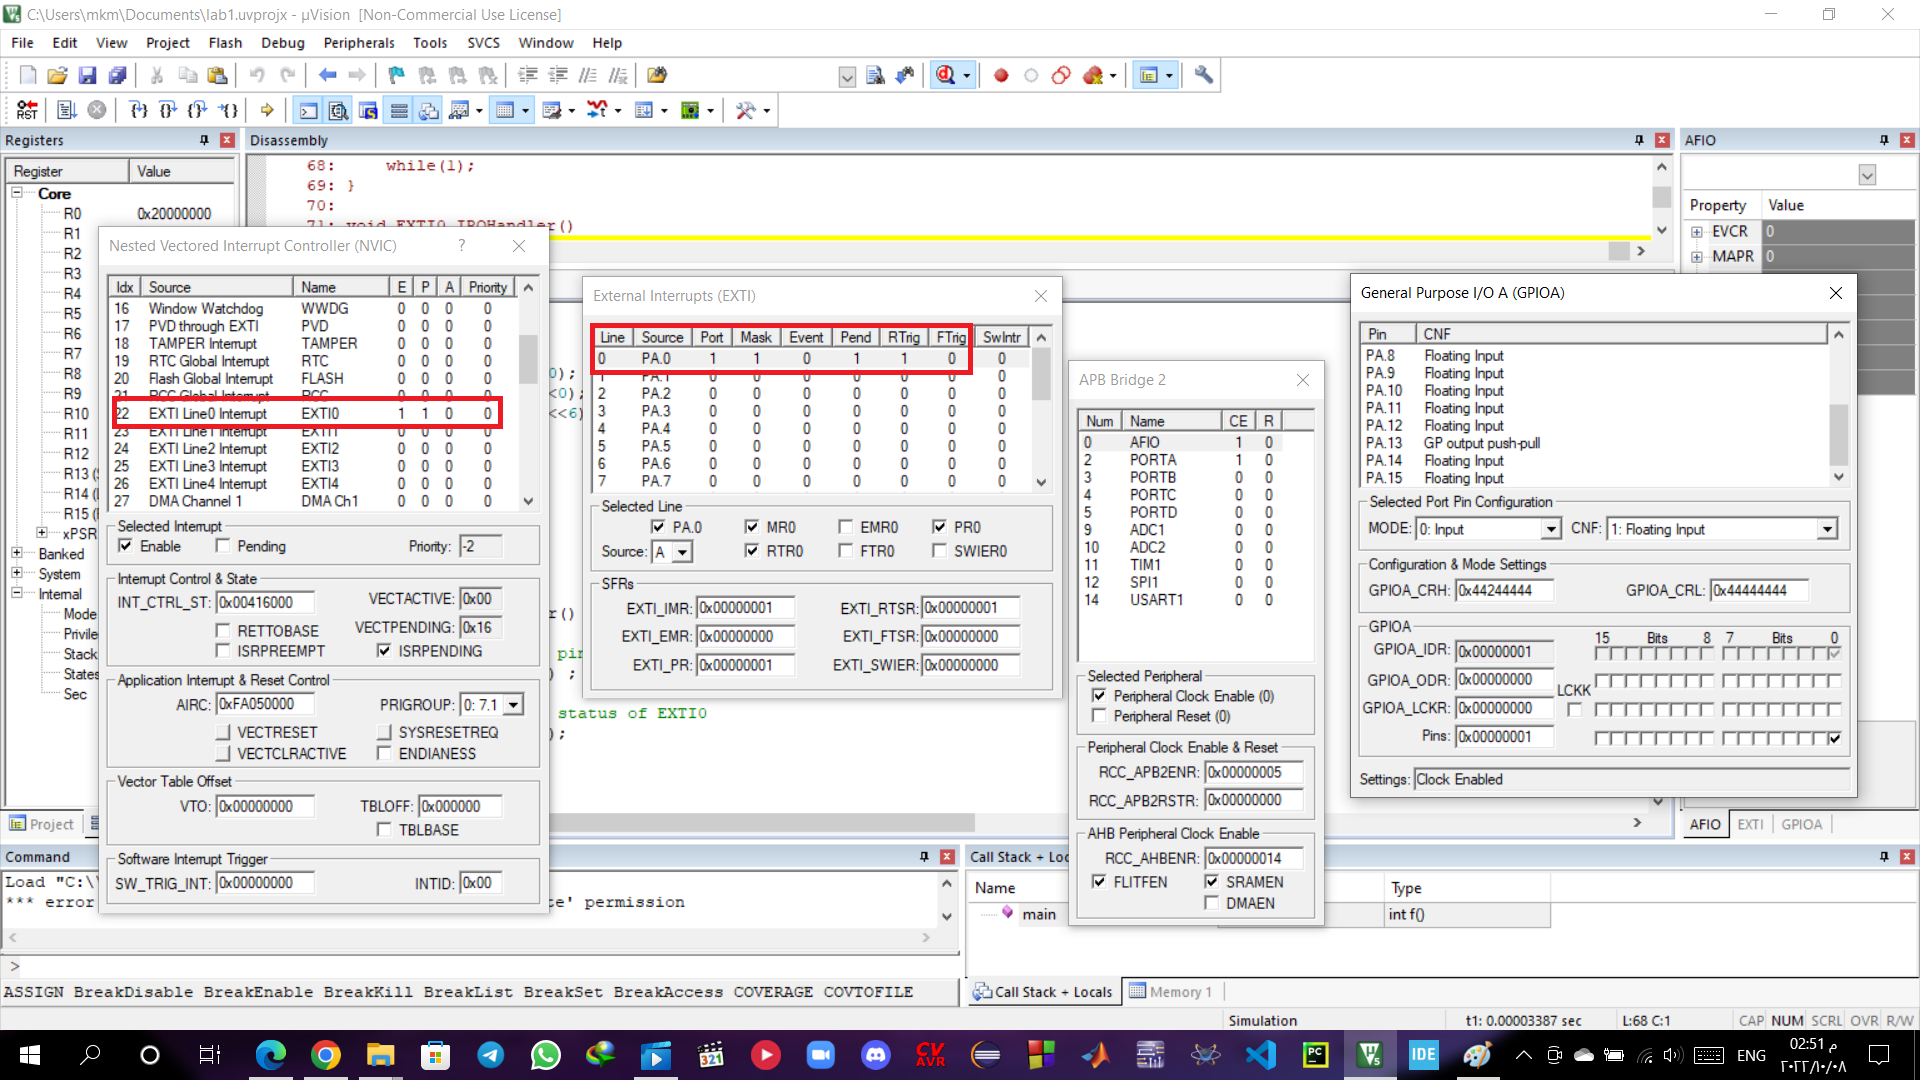 C:\Users\mkm\Documents\lab1.uvprojx - µVision [Non-Commercial Use License]
File Edit View Project Flash Debug Peripherals Tools SVCS Window Help
Registers
Register Value
Core
R0 0x20000000
R1
R2
R3
R4
R5
R6
R7
R8
R9
R10
R11
R12
R13 (S
R14 (
R15 (
xPSR
Banked
System
Internal
Mode
Privile
Stack
States
Sec
Project
Disassembly
68: while(1);
69: }
70:
71: void EXTI0_IRQHandler()
Nested Vectored Interrupt Controller (NVIC) ?
Idx Source Name E P A Priority
16 Window Watchdog WWDG 0 0 0 0
17 PVD through EXTI PVD 0 0 0 0
18 TAMPER Interrupt TAMPER 0 0 0 0
19 RTC Global Interrupt RTC 0 0 0 0
20 Flash Global Interrupt FLASH 0 0 0 0
21 RCC Global Interrupt RCC 0 0 0 0
22 EXTI Line0 Interrupt EXTI0 1 1 0 0
23 EXTI Line1 Interrupt EXTI1 0 0 0 0
24 EXTI Line2 Interrupt EXTI2 0 0 0 0
25 EXTI Line3 Interrupt EXTI3 0 0 0 0
26 EXTI Line4 Interrupt EXTI4 0 0 0 0
27 DMA Channel 1 DMA Ch1 0 0 0 0
Selected Interrupt
Enable Pending Priority: -2
Interrupt Control & State
INT_CTRL_ST: 0x00416000 VECTACTIVE: 0x00
RETTOBASE VECTPENDING: 0x16
ISRPREEMPT ISRPENDING
Application Interrupt & Reset Control
AIRC: 0xFA050000 PRIGROUP: 0: 7.1
VECTRESET SYSRESETREQ
VECTCLRACTIVE ENDIANESS
Vector Table Offset
VTO: 0x00000000 TBLOFF: 0x000000
TBLBASE
Software Interrupt Trigger
SW_TRIG_INT: 0x00000000 INTID: 0x00
0);
<0);
<<6)
r()
pin
) ;
status of EXTI0
);
External Interrupts (EXTI)
Line Source Port Mask Event Pend RTrig FTrig SwIntr
0 PA.0 1 1 0 1 1 0 0
1 PA.1 0 0 0 0 0 0 0
2 PA.2 0 0 0 0 0 0 0
3 PA.3 0 0 0 0 0 0 0
4 PA.4 0 0 0 0 0 0 0
5 PA.5 0 0 0 0 0 0 0
6 PA.6 0 0 0 0 0 0 0
7 PA.7 0 0 0 0 0 0 0
Selected Line
PA.0 MR0 EMR0 PR0
Source: A RTR0 FTR0 SWIER0
SFRs
EXTI_IMR: 0x00000001 EXTI_RTSR: 0x00000001
EXTI_EMR: 0x00000000 EXTI_FTSR: 0x00000000
EXTI_PR: 0x00000001 EXTI_SWIER: 0x00000000
APB Bridge 2
Num Name CE R
0 AFIO 1 0
2 PORTA 1 0
3 PORTB 0 0
4 PORTC 0 0
5 PORTD 0 0
9 ADC1 0 0
10 ADC2 0 0
11 TIM1 0 0
12 SPI1 0 0
14 USART1 0 0
Selected Peripheral
Peripheral Clock Enable (0)
Peripheral Reset (0)
Peripheral Clock Enable & Reset
RCC_APB2ENR: 0x00000005
RCC_APB2RSTR: 0x00000000
AHB Peripheral Clock Enable
RCC_AHBENR: 0x00000014
FLITFEN SRAMEN
DMAEN
AFIO
Property Value
EVCR 0
MAPR 0
General Purpose I/O A (GPIOA)
Pin CNF
PA.8 Floating Input
PA.9 Floating Input
PA.10 Floating Input
PA.11 Floating Input
PA.12 Floating Input
PA.13 GP output push-pull
PA.14 Floating Input
PA.15 Floating Input
Selected Port Pin Configuration
MODE: 0: Input CNF: 1: Floating Input
Configuration & Mode Settings
GPIOA_CRH: 0x44244444 GPIOA_CRL: 0x44444444
GPIOA
15 Bits 8 7 Bits 0
GPIOA_IDR: 0x00000001
GPIOA_ODR: 0x00000000
LCKK
GPIOA_LCKR: 0x00000000
Pins: 0x00000001
Settings: Clock Enabled
AFIO EXTI GPIOA
Command
Load "C:\\
*** error te' permission
>
ASSIGN BreakDisable BreakEnable BreakKill BreakList BreakSet BreakAccess COVERAGE COVTOFILE
Call Stack + Loc
Name Type
main int f()
Call Stack + Locals Memory 1
Simulation t1: 0.00003387 sec L:68 C:1 CAP NUM SCRL OVR R/W
321
CV AVR
PC
IDE
ENG
02:51 م
٢٠٢٢/١٠/٠٨